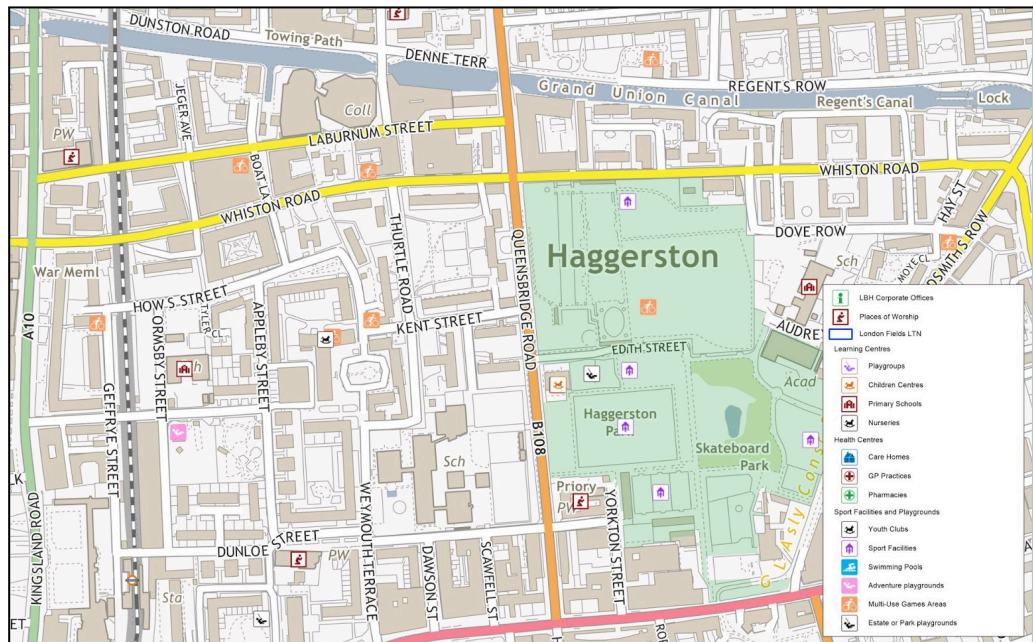 DUNSTON ROAD
Towing Path
DENNE TERR
Grand Union Canal
REGENT'S ROW
Regent's Canal
Lock
JEGER AVE
Coll
PW
LABURNUM STREET
BOAT LA
WHISTON ROAD
WHISTON ROAD
HAY ST
DOVE ROW
THURTLE ROAD
QUEENSBRIDGE ROAD
Haggerston
Sch
MOYE CL
War Meml
HOWS STREET
TYLER CL
A10
ORMSBY STREET
APPLEBY STREET
KENT STREET
EDITH STREET
GEFFRYE STREET
Acad
Haggerston
Skateboard
Park
B108
Sch
Priory
PW
YORKTON STREET
WEYMOUTH TERRACE
KINGSLAND ROAD
DUNLOE STREET
PW
DAWSON ST
SCAWFELL ST
Sta
LBH Corporate Offices
Places of Worship
London Fields LTN
Learning Centres
Playgroups
Children Centres
Primary Schools
Nurseries
Health Centres
Care Homes
GP Practices
Pharmacies
Sport Facilities and Playgrounds
Youth Clubs
Sport Facilities
Swimming Pools
Adventure playgrounds
Multi-Use Games Areas
Estate or Park playgrounds